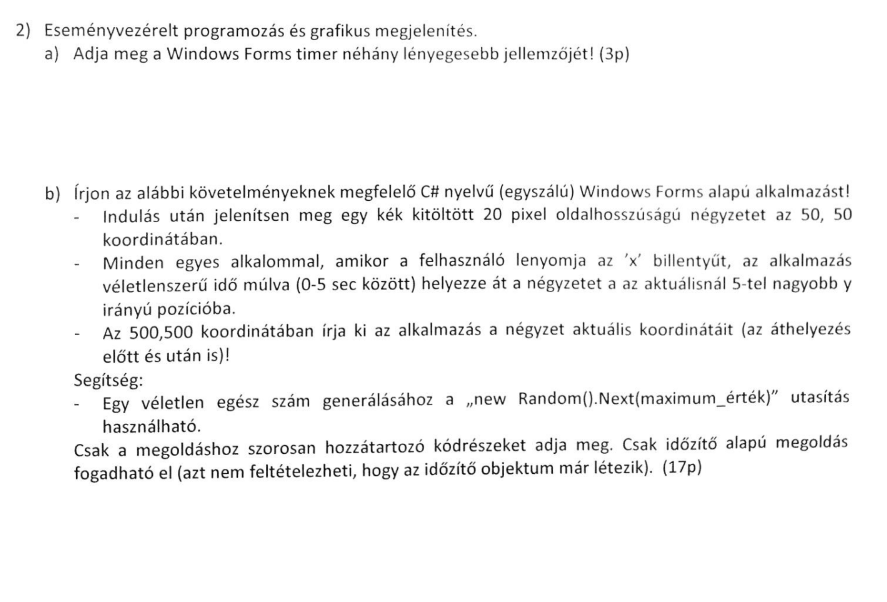 2) Eseményvezérelt programozás és grafikus megjelenítés.
a) Adja meg a Windows Forms timer néhány lényegesebb jellemzőjét! (3p)
b) Írjon az alábbi követelményeknek megfelelő C# nyelvű (egyszálú) Windows Forms alapú alkalmazást!
- Indulás után jelenítsen meg egy kék kitöltött 20 pixel oldalhosszúságú négyzetet az 50, 50
koordinátában.
- Minden egyes alkalommal, amikor a felhasználó lenyomja az 'x' billentyűt, az alkalmazás
véletlenszerű idő múlva (0-5 sec között) helyezze át a négyzetet a az aktuálisnál 5-tel nagyobb y
irányú pozícióba.
- Az 500,500 koordinátában írja ki az alkalmazás a négyzet aktuális koordinátáit (az áthelyezés
előtt és után is)!
Segítség:
- Egy véletlen egész szám generálásához a „new Random().Next(maximum_érték)” utasítás
használható.
Csak a megoldáshoz szorosan hozzátartozó kódrészeket adja meg. Csak időzítő alapú megoldás
fogadható el (azt nem feltételezheti, hogy az időzítő objektum már létezik). (17p)